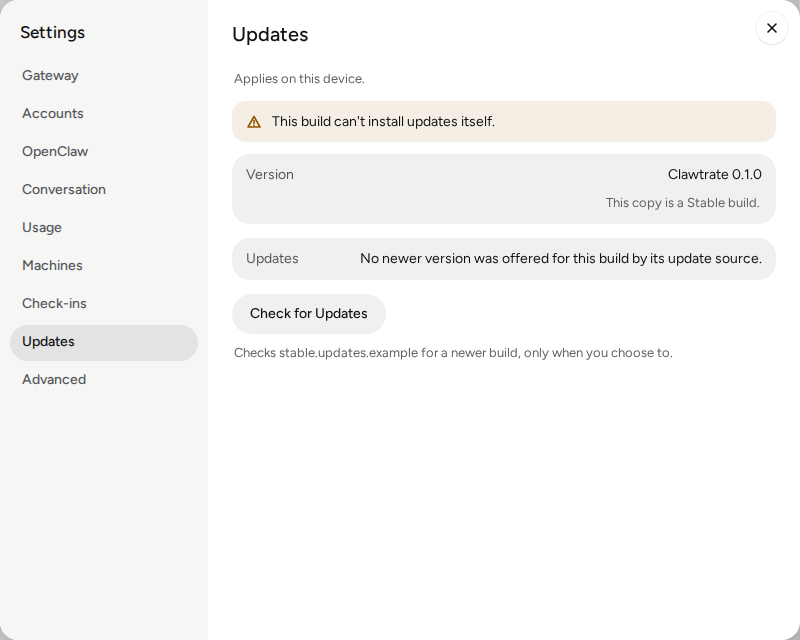 Settings
Gateway
Accounts
OpenClaw
Conversation
Usage
Machines
Check-ins
Updates
Advanced
Updates
Applies on this device.
This build can't install updates itself.
Version
Clawtrate 0.1.0
This copy is a Stable build.
Updates
No newer version was offered for this build by its update source.
Check for Updates
Checks stable.updates.example for a newer build, only when you choose to.